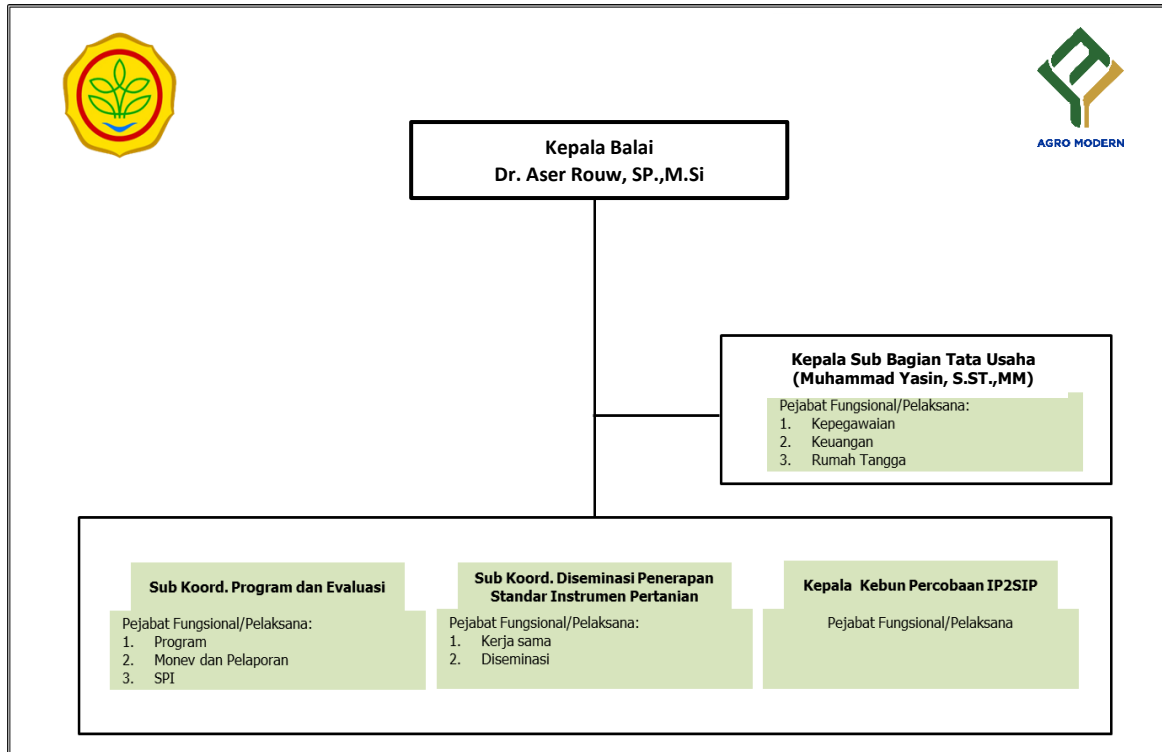 AGRO MODERN
Kepala Balai
Dr. Aser Rouw, SP.,M.Si
Kepala Sub Bagian Tata Usaha
(Muhammad Yasin, S.ST.,MM)
Pejabat Fungsional/Pelaksana:
1. Kepegawaian
2. Keuangan
3. Rumah Tangga
Sub Koord. Program dan Evaluasi
Pejabat Fungsional/Pelaksana:
1. Program
2. Monev dan Pelaporan
3. SPI
Sub Koord. Diseminasi Penerapan
Standar Instrumen Pertanian
Pejabat Fungsional/Pelaksana:
1. Kerja sama
2. Diseminasi
Kepala Kebun Percobaan IP2SIP
Pejabat Fungsional/Pelaksana